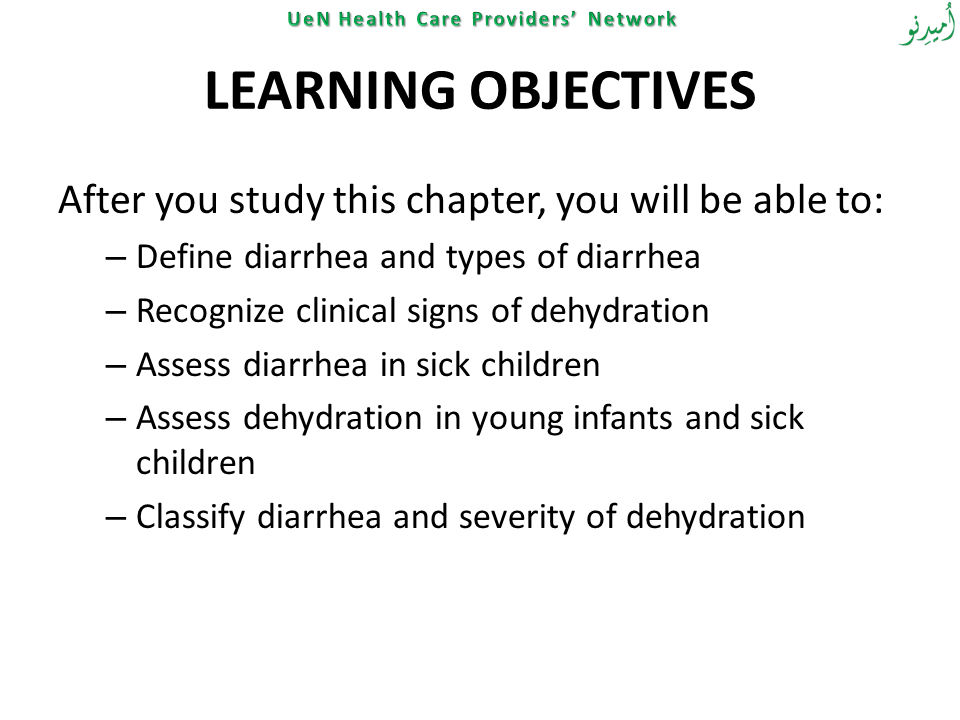 UeN Health Care Providers’ Network
اُمیدِنو
LEARNING OBJECTIVES
After you study this chapter, you will be able to:
– Define diarrhea and types of diarrhea
– Recognize clinical signs of dehydration
– Assess diarrhea in sick children
– Assess dehydration in young infants and sick
children
– Classify diarrhea and severity of dehydration